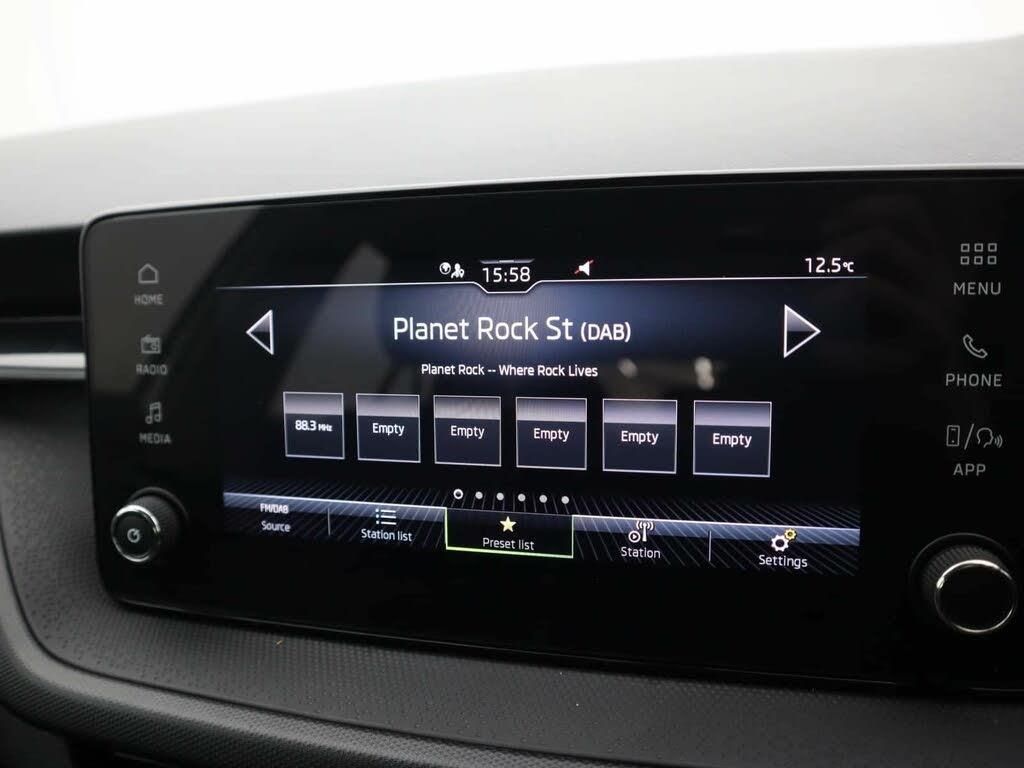 15:58
12.5°C
HOME
RADIO
MEDIA
Planet Rock St (DAB)
Planet Rock -- Where Rock Lives
88.3 MHz
Empty
Empty
Empty
Empty
Empty
FM/DAB
Source
Station list
Preset list
Station
Settings
MENU
PHONE
APP